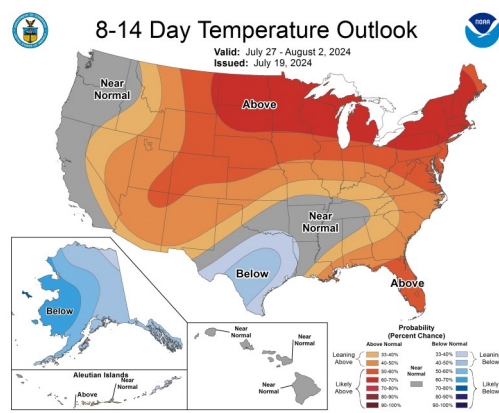 8-14 Day Temperature Outlook
NOAA
Valid: July 27 - August 2, 2024
Issued: July 19, 2024
Near
Normal
Above
Near
Normal
Below
Above
Below
Aleutian Islands
Near
Normal
Above
Near
Normal
Near
Normal
Near
Normal
Probability
(Percent Chance)
Above Normal
Below Normal
Leaning
Above
33-40%
40-50%
33-40%
40-50%
Leaning
Below
Near
Normal
Likely
Above
50-60%
60-70%
70-80%
80-90%
90-100%
50-60%
60-70%
70-80%
80-90%
90-100%
Likely
Below